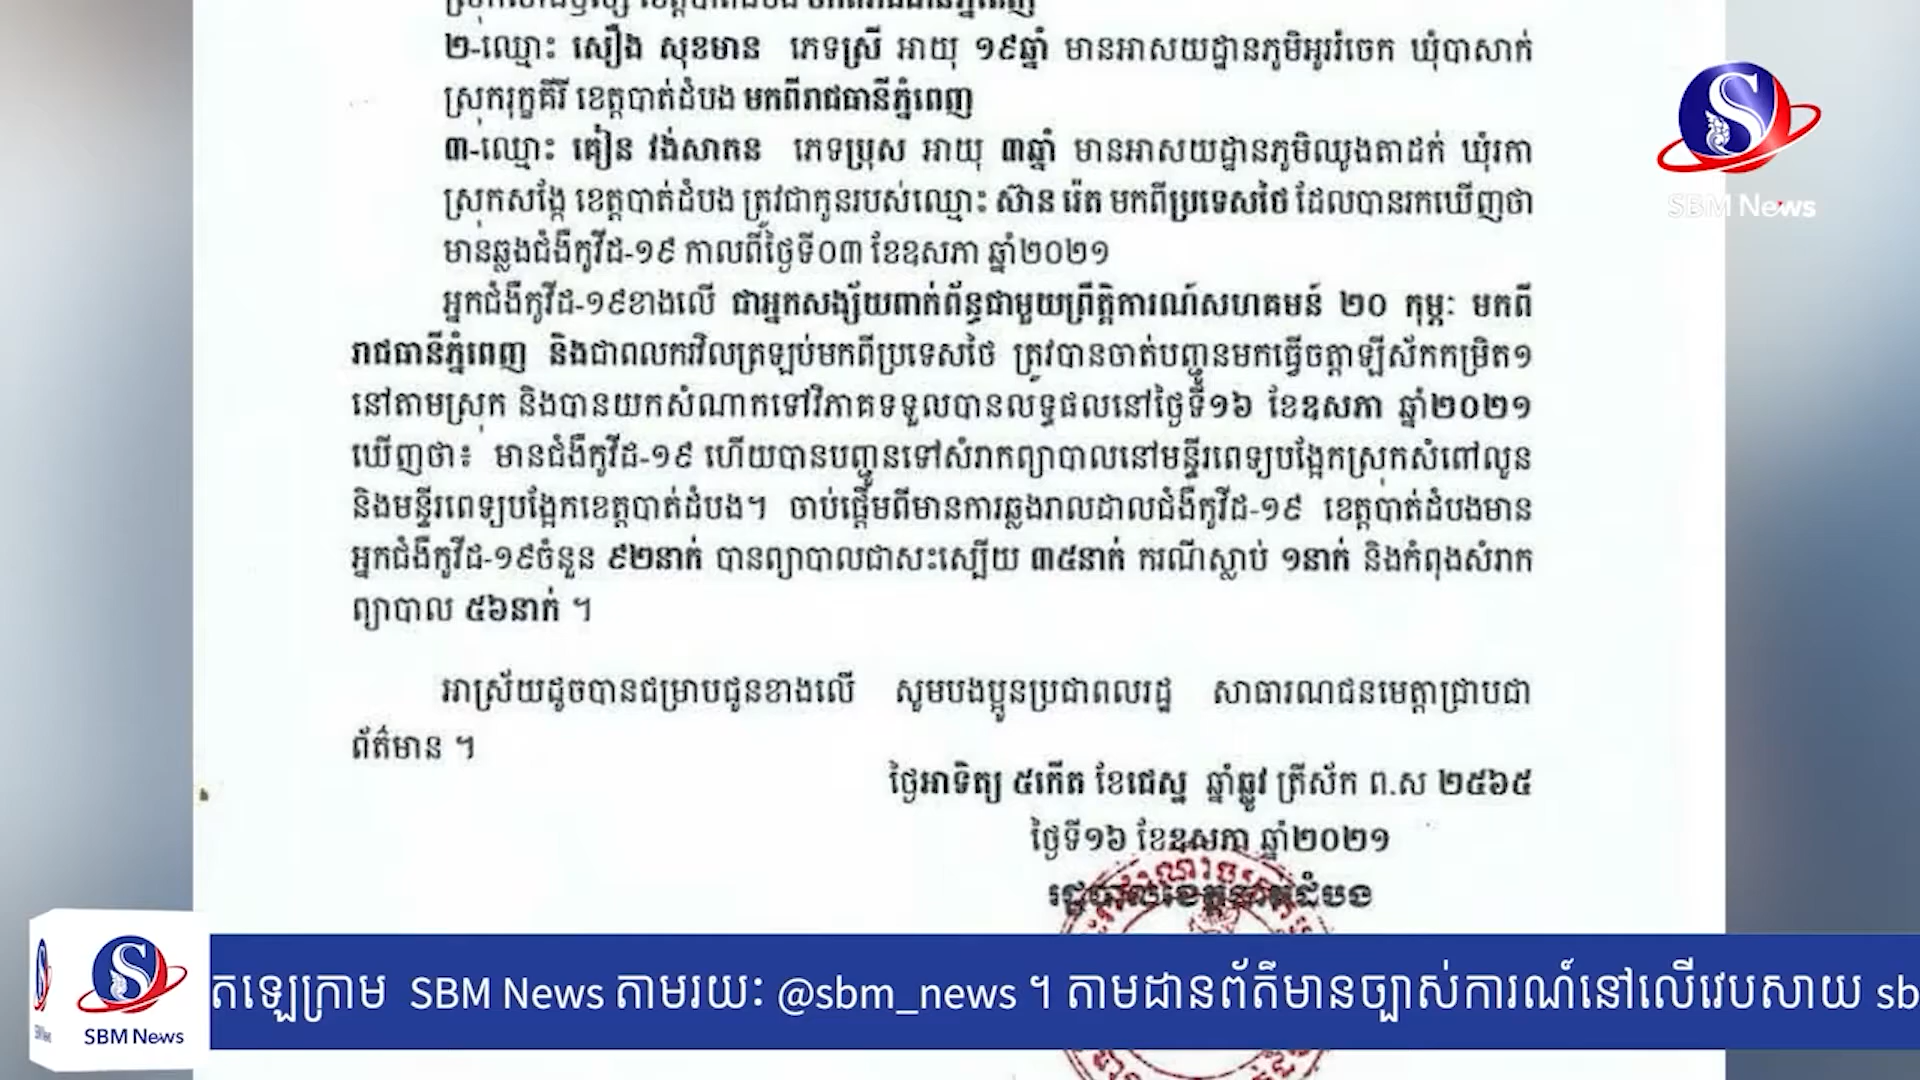 ២-ឈ្មោះ សឿង សុខមាន ភេទស្រី អាយុ ១៩ឆ្នាំ មានអាសយដ្ឋានភូមិអូររំចេក ឃុំបាសាក់
ស្រុករុក្ខគិរី ខេត្តបាត់ដំបង មកពីរាជធានីភ្នំពេញ
៣-ឈ្មោះ គៀន វង់សាកន ភេទប្រុស អាយុ ៣ឆ្នាំ មានអាសយដ្ឋានភូមិឈូងតាដក់ ឃុំរកា
ស្រុកសង្កែ ខេត្តបាត់ដំបង ត្រូវជាកូនរបស់ឈ្មោះ ស៊ាន រ៉េត មកពីប្រទេសថៃ ដែលបានរកឃើញថា
មានឆ្លងជំងឺកូវីដ-១៩ កាលពីថ្ងៃទី០៣ ខែឧសភា ឆ្នាំ២០២១
អ្នកជំងឺកូវីដ-១៩ខាងលើ ជាអ្នកសង្ស័យពាក់ព័ន្ធជាមួយព្រឹត្តិការណ៍សហគមន៍ ២០ កុម្ភៈ មកពី
រាជធានីភ្នំពេញ និងជាពលករវិលត្រឡប់មកពីប្រទេសថៃ ត្រូវបានចាត់បញ្ជូនមកធ្វើចត្តាឡីស័កកម្រិត១
នៅតាមស្រុក និងបានយកសំណាកទៅវិភាគទទួលបានលទ្ធផលនៅថ្ងៃទី១៦ ខែឧសភា ឆ្នាំ២០២១
ឃើញថា៖ មានជំងឺកូវីដ-១៩ ហើយបានបញ្ជូនទៅសំរាកព្យាបាលនៅមន្ទីរពេទ្យបង្អែកស្រុកសំពៅលូន
និងមន្ទីរពេទ្យបង្អែកខេត្តបាត់ដំបង។ ចាប់ផ្តើមពីមានការឆ្លងរាលដាលជំងឺកូវីដ-១៩ ខេត្តបាត់ដំបងមាន
អ្នកជំងឺកូវីដ-១៩ចំនួន ៩២នាក់ បានព្យាបាលជាសះស្បើយ ៣៥នាក់ ករណីស្លាប់ ១នាក់ និងកំពុងសំរាក
ព្យាបាល ៥៦នាក់ ។
អាស្រ័យដូចបានជម្រាបជូនខាងលើ សូមបងប្អូនប្រជាពលរដ្ឋ សាធារណជនមេត្តាជ្រាបជា
ព័ត៌មាន ។
ថ្ងៃអាទិត្យ ៥កើត ខែជេស្ឋ ឆ្នាំឆ្លូវ ត្រីស័ក ព.ស ២៥៦៥
ថ្ងៃទី១៦ ខែឧសភា ឆ្នាំ២០២១
រដ្ឋបាលខេត្តបាត់ដំបង
SBM News
SBM News
តេឡេក្រាម SBM News តាមរយៈ @sbm_news ។ តាមដានព័ត៌មានច្បាស់ការណ៍នៅលើវេបសាយ sb